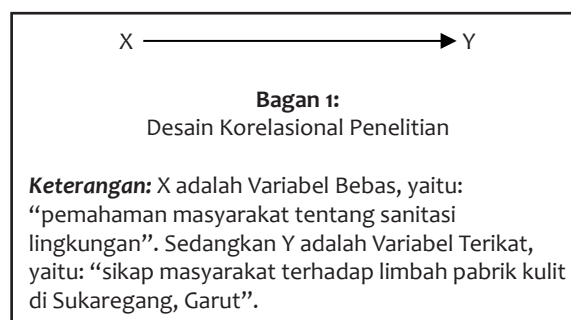 X Y
Bagan 1:
Desain Korelasional Penelitian
Keterangan: X adalah Variabel Bebas, yaitu:
“pemahaman masyarakat tentang sanitasi
lingkungan”. Sedangkan Y adalah Variabel Terikat,
yaitu: “sikap masyarakat terhadap limbah pabrik kulit
di Sukaregang, Garut”.